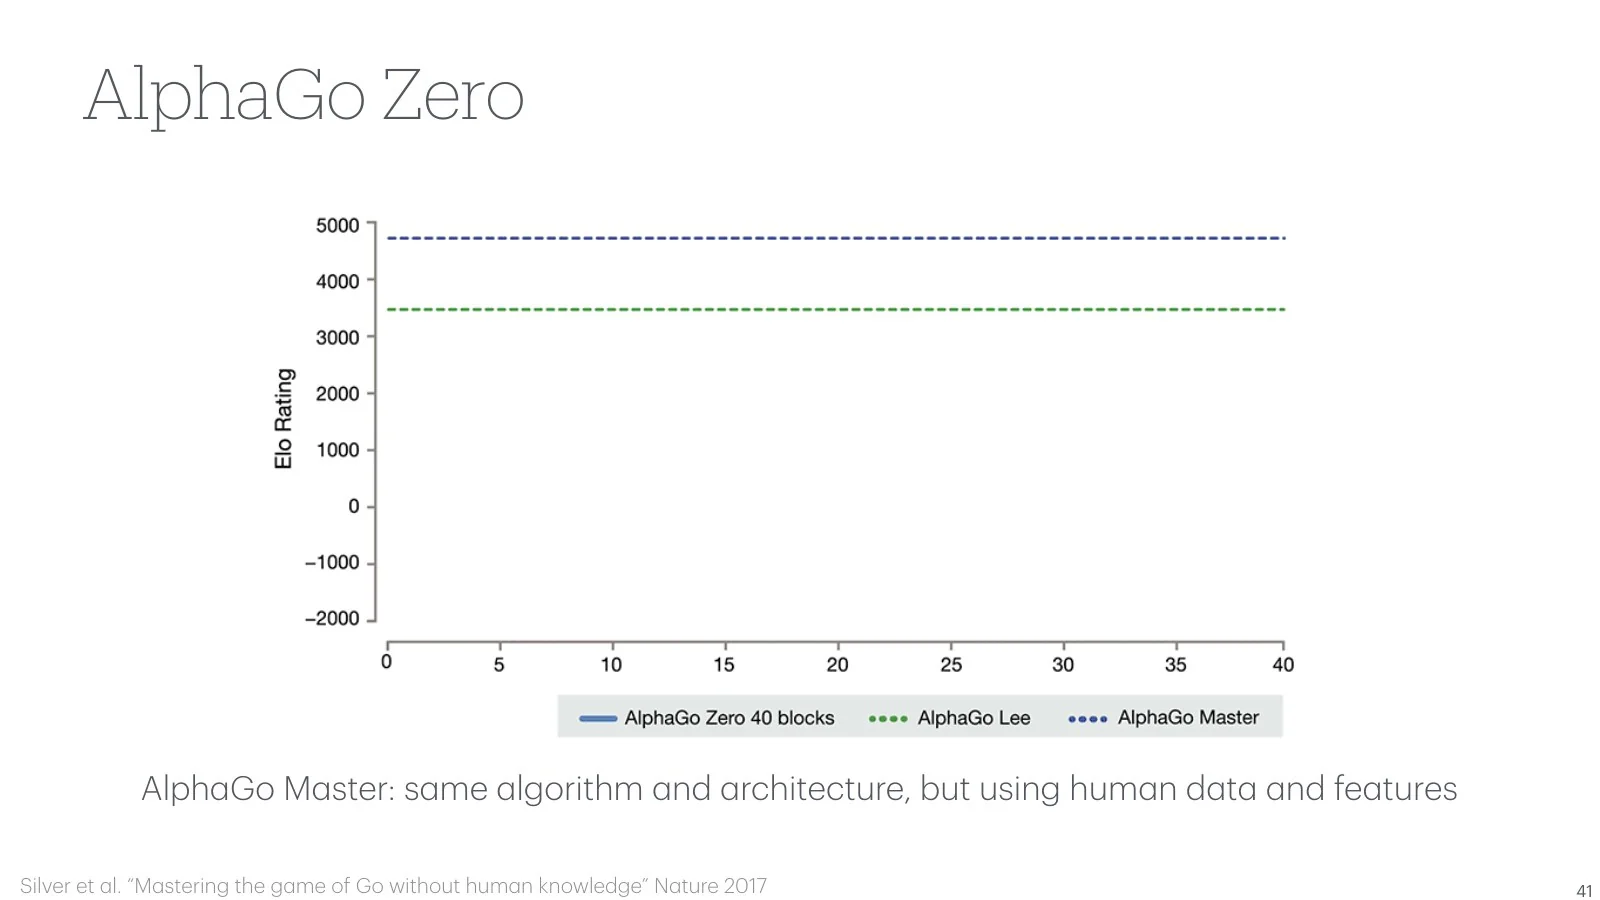 AlphaGo Zero
5000
4000
3000
2000
1000
0
−1000
−2000
Elo Rating
0 5 10 15 20 25 30 35 40
AlphaGo Zero 40 blocks AlphaGo Lee AlphaGo Master
AlphaGo Master: same algorithm and architecture, but using human data and features
Silver et al. “Mastering the game of Go without human knowledge” Nature 2017
41